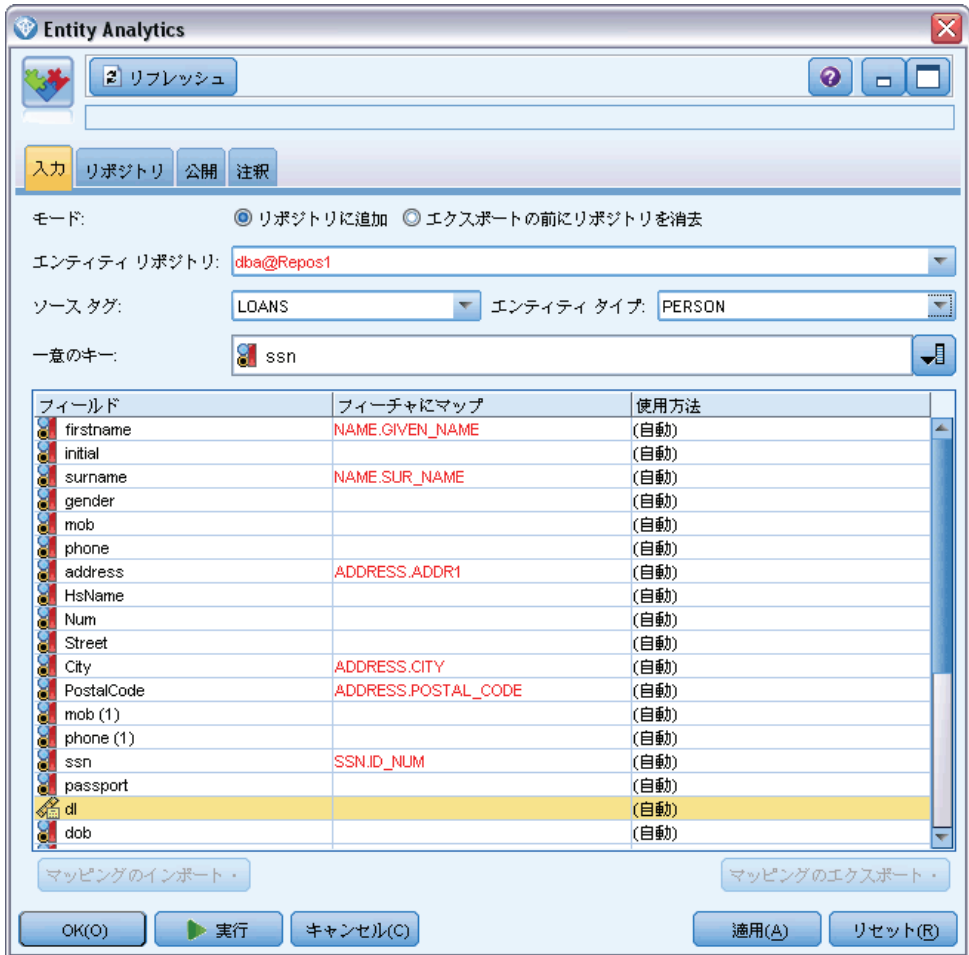 Entity Analytics
リフレッシュ
入力 リポジトリ 公開 注釈
モード: リポジトリに追加 エクスポートの前にリポジトリを消去
エンティティ リポジトリ: dba@Repos1
ソース タグ: LOANS エンティティ タイプ: PERSON
一意のキー: ssn
フィールド フィーチャにマップ 使用方法
firstname NAME.GIVEN_NAME (自動)
initial (自動)
surname NAME.SUR_NAME (自動)
gender (自動)
mob (自動)
phone (自動)
address ADDRESS.ADDR1 (自動)
HsName (自動)
Num (自動)
Street (自動)
City ADDRESS.CITY (自動)
PostalCode ADDRESS.POSTAL_CODE (自動)
mob (1) (自動)
phone (1) (自動)
ssn SSN.ID_NUM (自動)
passport (自動)
dl (自動)
dob (自動)
マッピングのインポート・ マッピングのエクスポート・
OK(O) 実行 キャンセル(C) 適用(A) リセット(R)